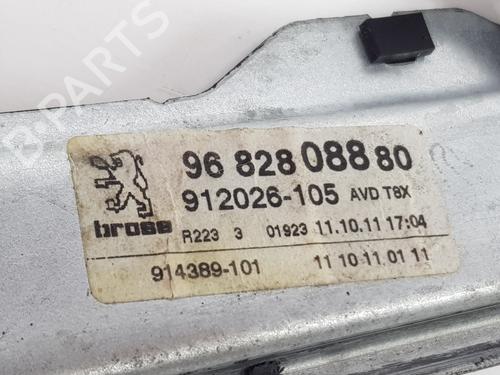 96 828 088 80
912026-105 AVD T8X
brose
R223 3 01923 11.10.11 17:04
914389-101 11 10 11 01 11
B-PARTS